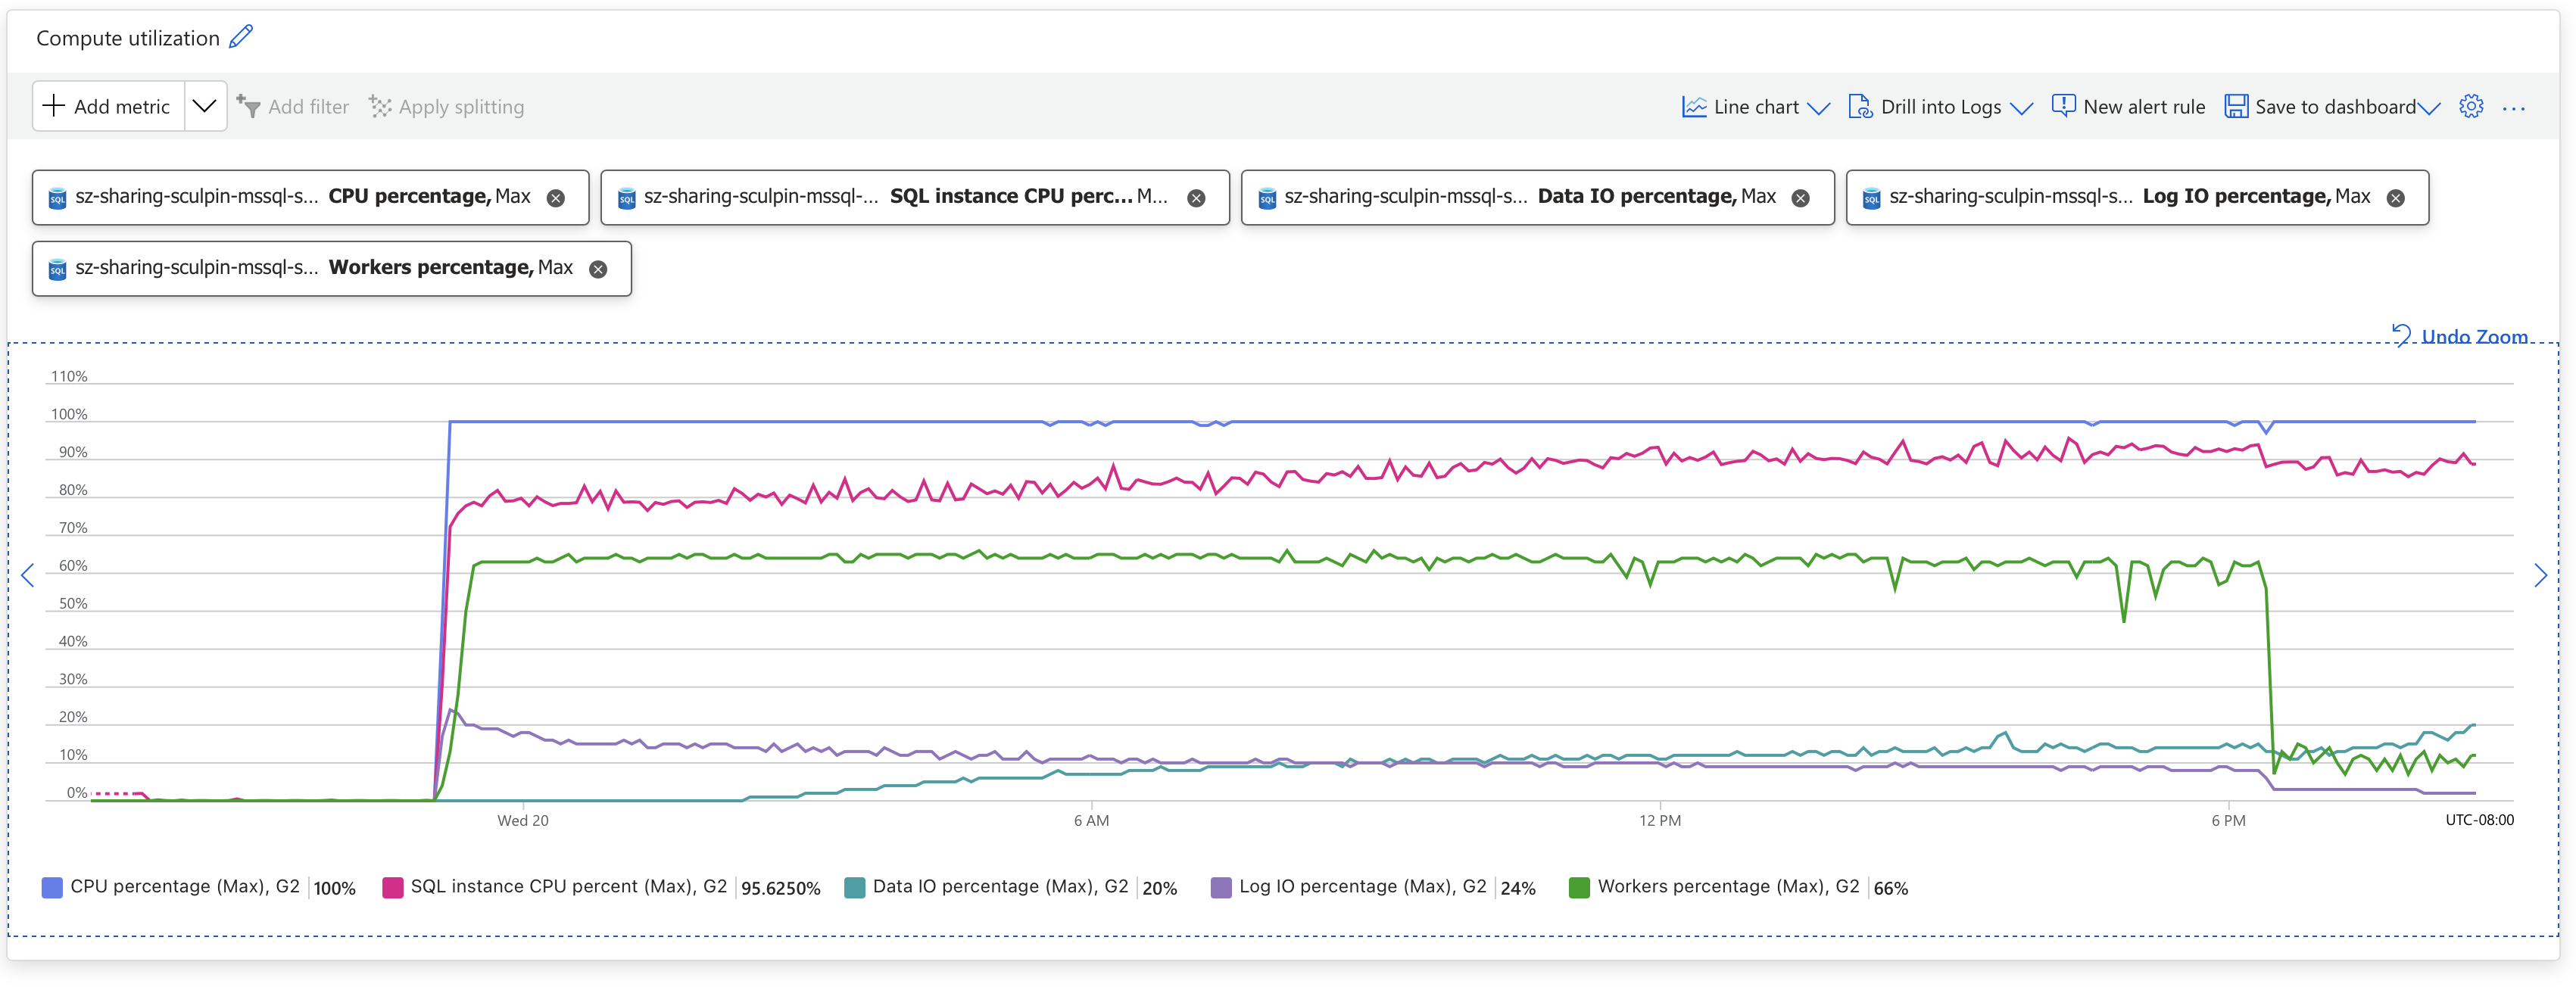 Compute utilization
Add metric
Add filter
Apply splitting
Line chart
Drill into Logs
New alert rule
Save to dashboard
...
SQL sz-sharing-sculpin-mssql-s... CPU percentage, Max
SQL sz-sharing-sculpin-mssql-... SQL instance CPU perc... M...
SQL sz-sharing-sculpin-mssql-s... Data IO percentage, Max
SQL sz-sharing-sculpin-mssql-s... Log IO percentage, Max
SQL sz-sharing-sculpin-mssql-s... Workers percentage, Max
Undo Zoom
110%
100%
90%
80%
70%
60%
50%
40%
30%
20%
10%
0%
Wed 20
6 AM
12 PM
6 PM
UTC-08:00
CPU percentage (Max), G2 100%
SQL instance CPU percent (Max), G2 95.6250%
Data IO percentage (Max), G2 20%
Log IO percentage (Max), G2 24%
Workers percentage (Max), G2 66%